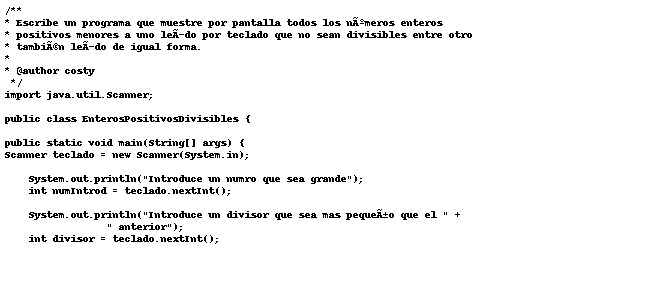 /**
* Escribe un programa que muestre por pantalla todos los nÃºmeros enteros
* positivos menores a uno leÃ­do por teclado que no sean divisibles entre otro
* tambiÃ©n leÃ­do de igual forma.
*
* @author costy
*/
import java.util.Scanner;
public class EnterosPositivosDivisibles {
public static void main(String[] args) {
Scanner teclado = new Scanner(System.in);
System.out.println("Introduce un numro que sea grande");
int numIntrod = teclado.nextInt();
System.out.println("Introduce un divisor que sea mas pequeÃ±o que el " +
" anterior");
int divisor = teclado.nextInt();